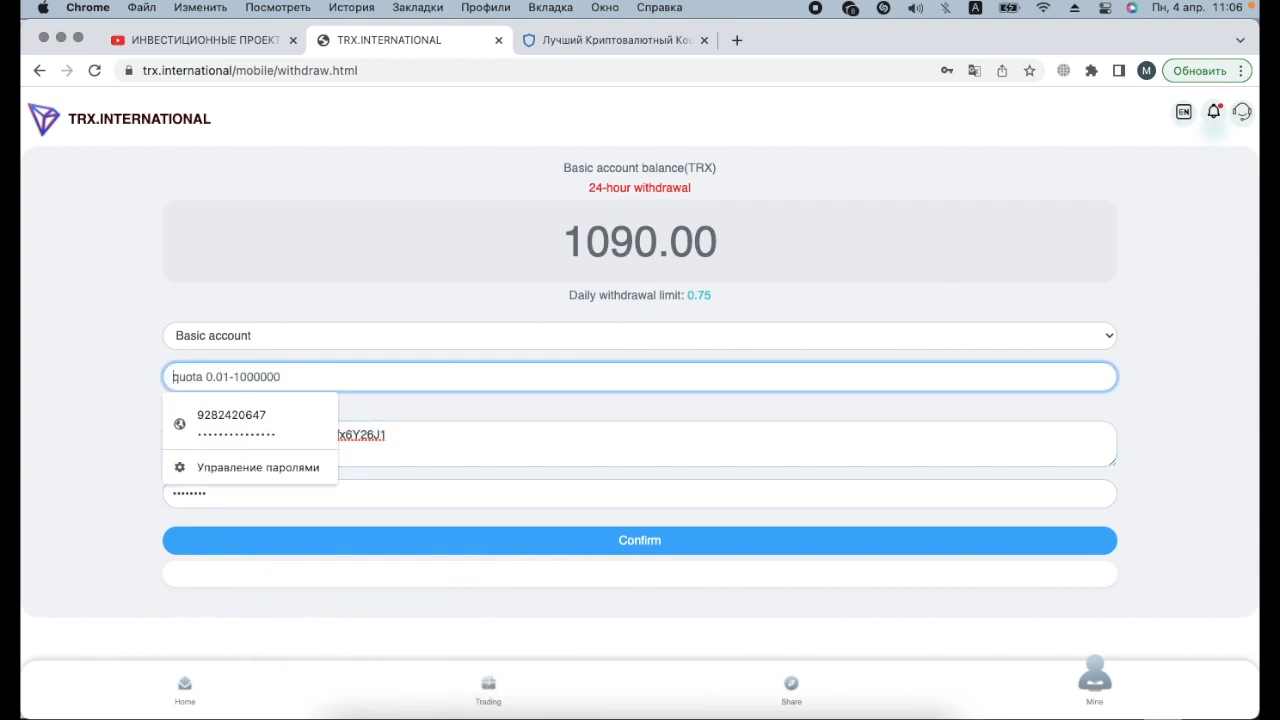 Chrome Файл Изменить Посмотреть История Закладки Профили Вкладка Окно Справка A Пн, 4 апр. 11:06
ИНВЕСТИЦИОННЫЕ ПРОЕКТ TRX.INTERNATIONAL Лучший Криптовалютный Ко
trx.international/mobile/withdraw.html M Обновить
TRX.INTERNATIONAL EN
Basic account balance(TRX)
24-hour withdrawal
1090.00
Daily withdrawal limit: 0.75
Basic account
quota 0.01-1000000
9282420647
•••••••••••••••
fx6Y26J1
Управление паролями
••••••••
Confirm
Home Trading Share Mine